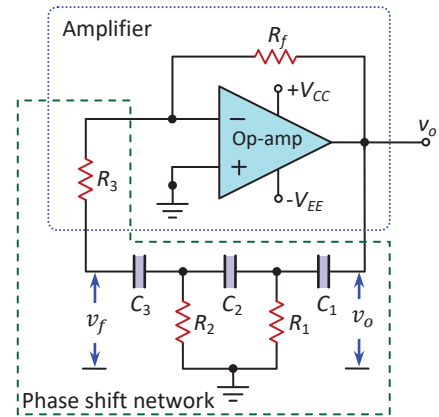 Amplifier
R_f
+V_CC
−
Op-amp
+
v_o
-V_EE
R_3
C_3
C_2
C_1
v_f
R_2
R_1
v_o
Phase shift network